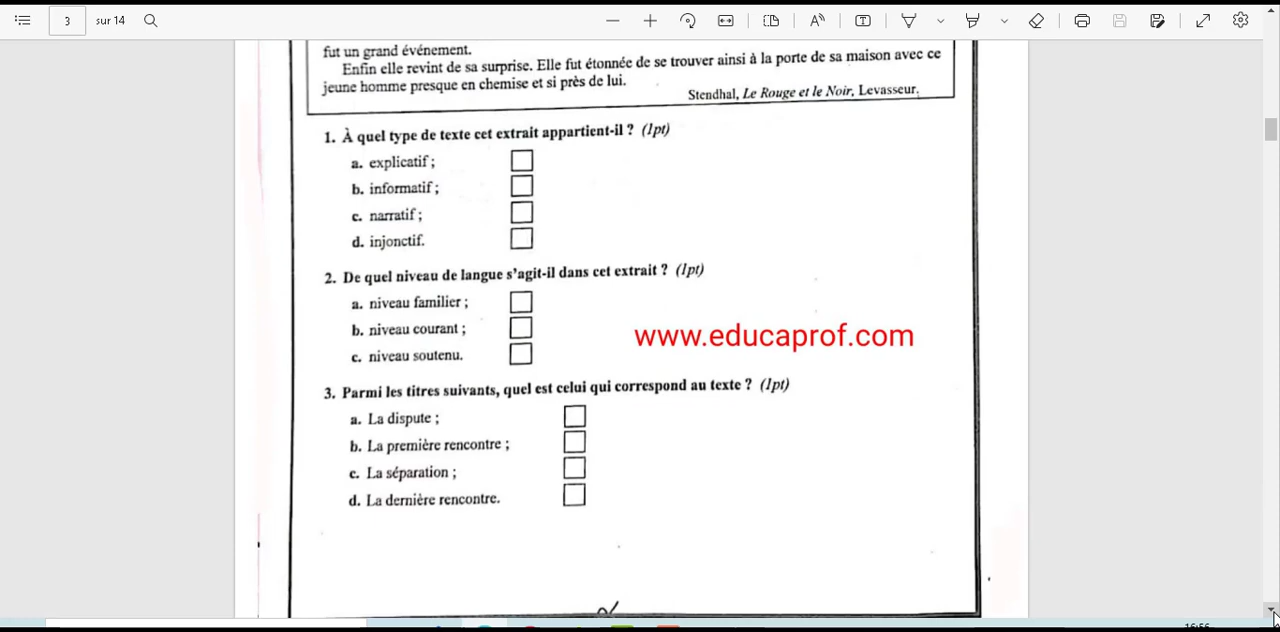 3 sur 14
fut un grand événement.
Enfin elle revint de sa surprise. Elle fut étonnée de se trouver ainsi à la porte de sa maison avec ce
jeune homme presque en chemise et si près de lui.
Stendhal, Le Rouge et le Noir, Levasseur.
1. À quel type de texte cet extrait appartient-il ? (1pt)
a. explicatif ;
b. informatif ;
c. narratif ;
d. injonctif.
2. De quel niveau de langue s'agit-il dans cet extrait ? (1pt)
a. niveau familier ;
b. niveau courant ;
c. niveau soutenu.
www.educaprof.com
3. Parmi les titres suivants, quel est celui qui correspond au texte ? (1pt)
a. La dispute ;
b. La première rencontre ;
c. La séparation ;
d. La dernière rencontre.